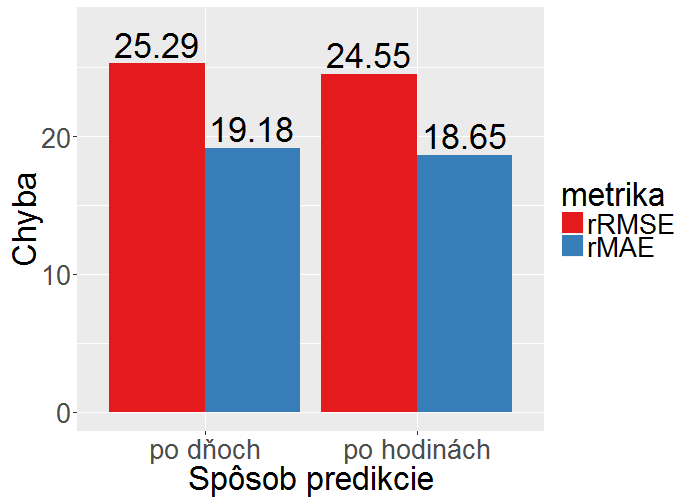 25.29
24.55
19.18
18.65
20
10
0
Chyba
po dňoch
po hodinách
Spôsob predikcie
metrika
rRMSE
rMAE